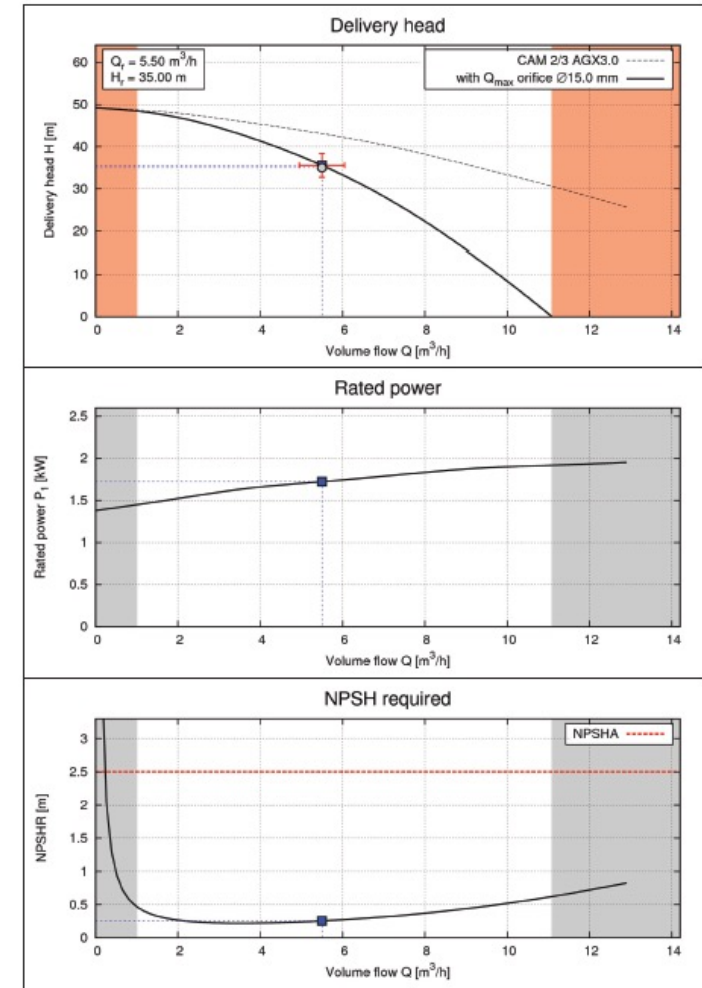 Delivery head
Q_r = 5.50 m³/h
H_r = 35.00 m
CAM 2/3 AGX3.0
with Q_max orifice Ø15.0 mm
Delivery head H [m]
60
50
40
30
20
10
0
0 2 4 6 8 10 12 14
Volume flow Q [m³/h]
Rated power
Rated power P₁ [kW]
2.5
2
1.5
1
0.5
0
0 2 4 6 8 10 12 14
Volume flow Q [m³/h]
NPSH required
NPSHA
NPSHR [m]
3
2.5
2
1.5
1
0.5
0
0 2 4 6 8 10 12 14
Volume flow Q [m³/h]